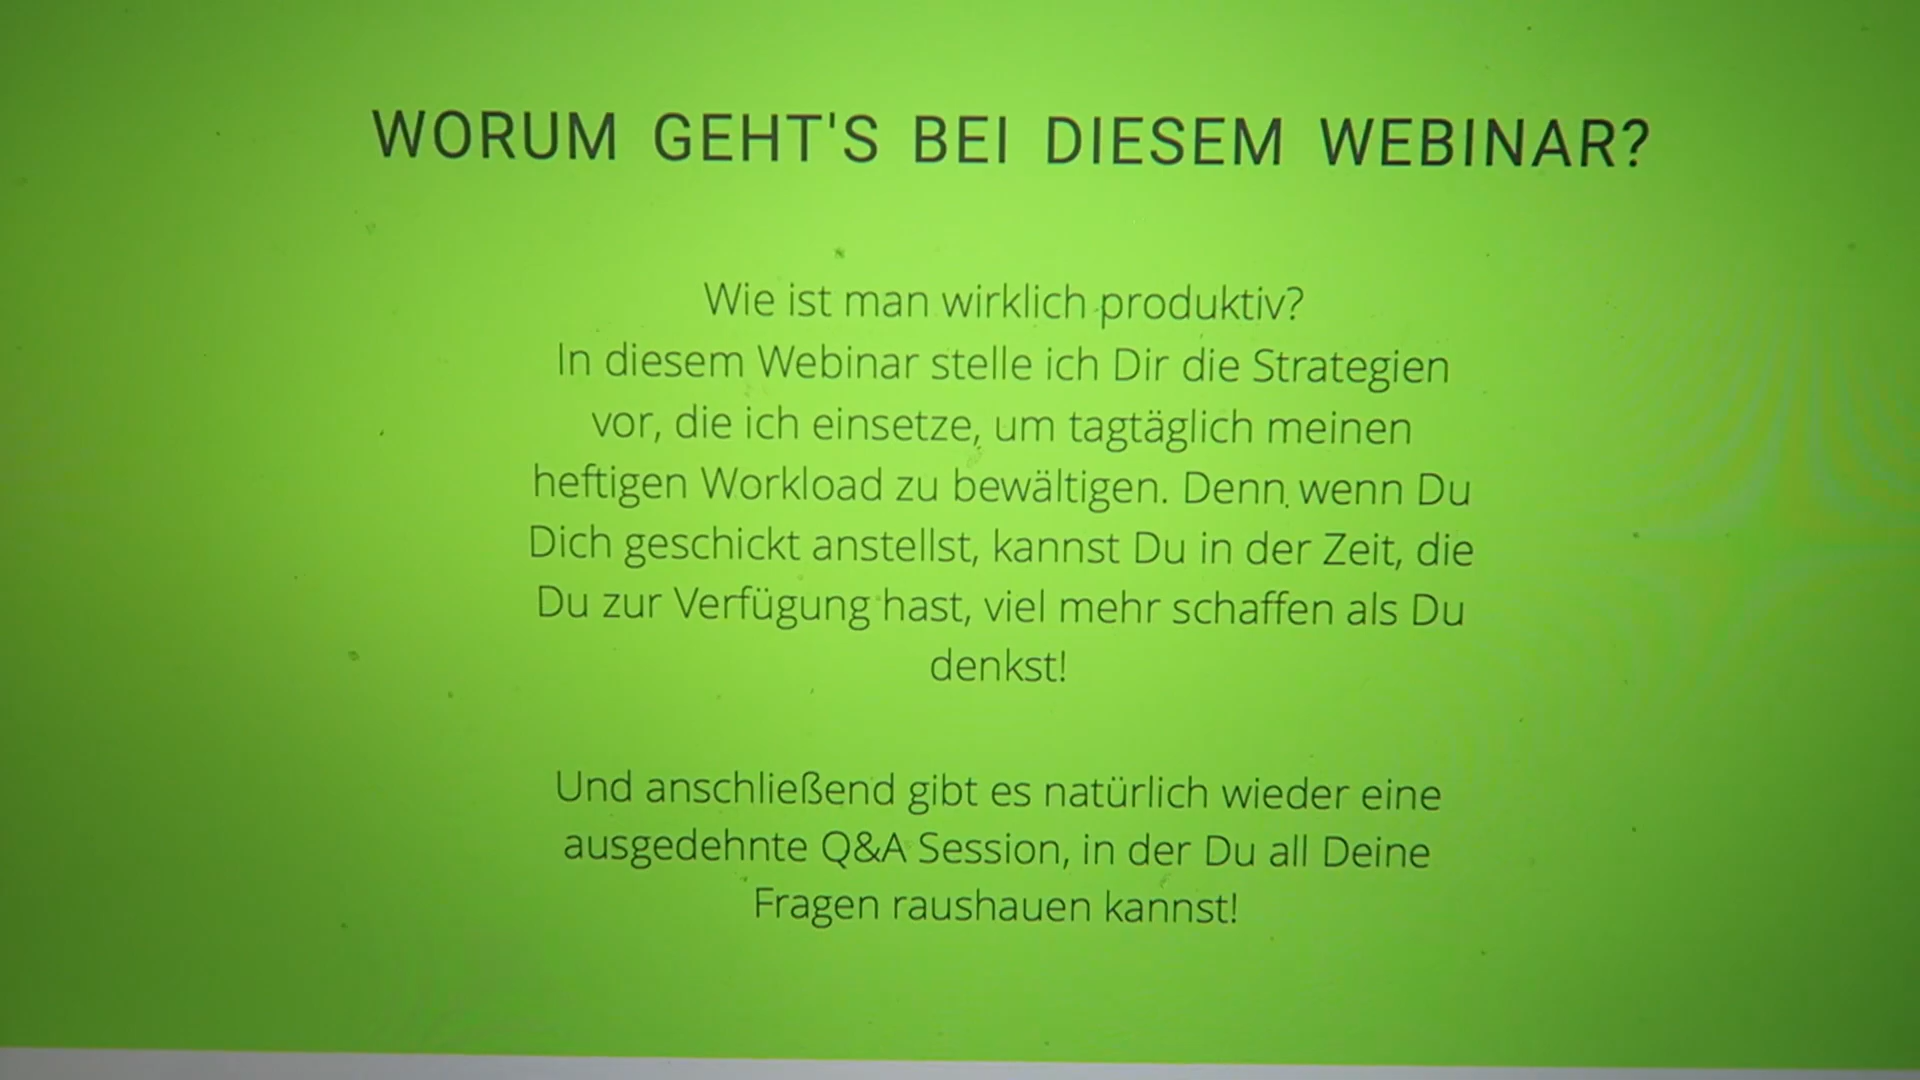 WORUM GEHT'S BEI DIESEM WEBINAR?
Wie ist man wirklich produktiv?
In diesem Webinar stelle ich Dir die Strategien
vor, die ich einsetze, um tagtäglich meinen
heftigen Workload zu bewältigen. Denn wenn Du
Dich geschickt anstellst, kannst Du in der Zeit, die
Du zur Verfügung hast, viel mehr schaffen als Du
denkst!
Und anschließend gibt es natürlich wieder eine
ausgedehnte Q&A Session, in der Du all Deine
Fragen raushauen kannst!